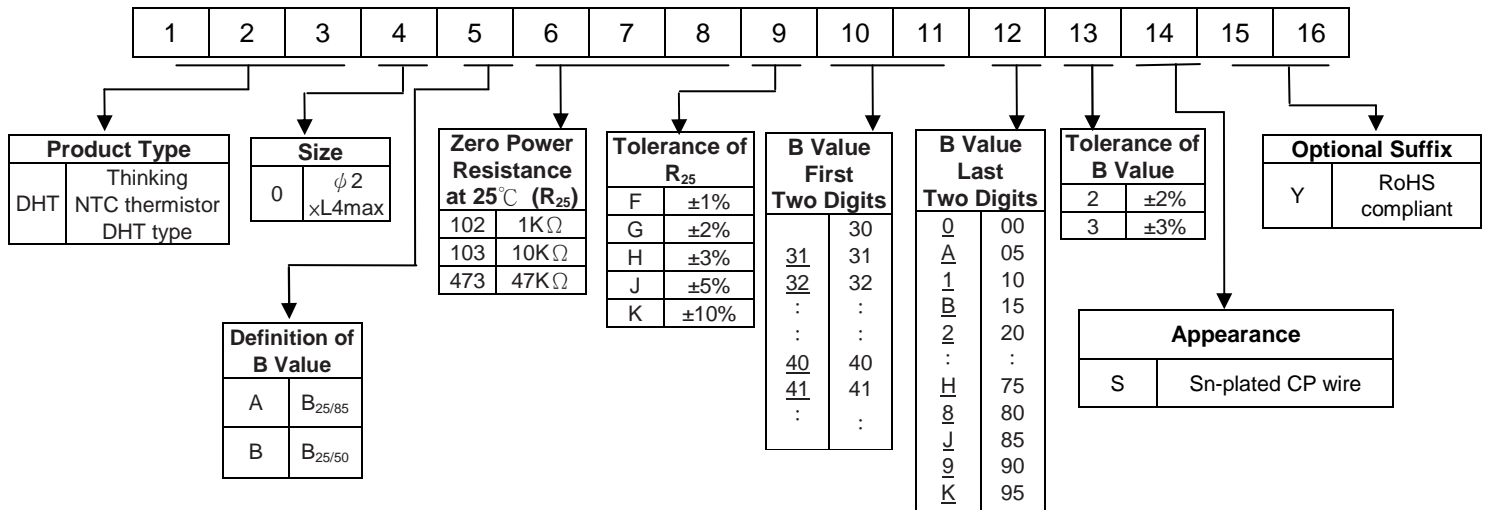 1 2 3 4 5 6 7 8 9 10 11 12 13 14 15 16
Product Type
DHT
Thinking
NTC thermistor
DHT type
Size
0
ϕ2
×L4max
Definition of
B Value
A B25/85
B B25/50
Zero Power
Resistance
at 25℃ (R25)
102 1KΩ
103 10KΩ
473 47KΩ
Tolerance of
R25
F ±1%
G ±2%
H ±3%
J ±5%
K ±10%
B Value
First
Two Digits
30
31 31
32 32
: :
: :
40 40
41 41
: :
B Value
Last
Two Digits
0 00
A 05
1 10
B 15
2 20
: :
H 75
8 80
J 85
9 90
K 95
Tolerance of
B Value
2 ±2%
3 ±3%
Appearance
S Sn-plated CP wire
Optional Suffix
Y
RoHS
compliant